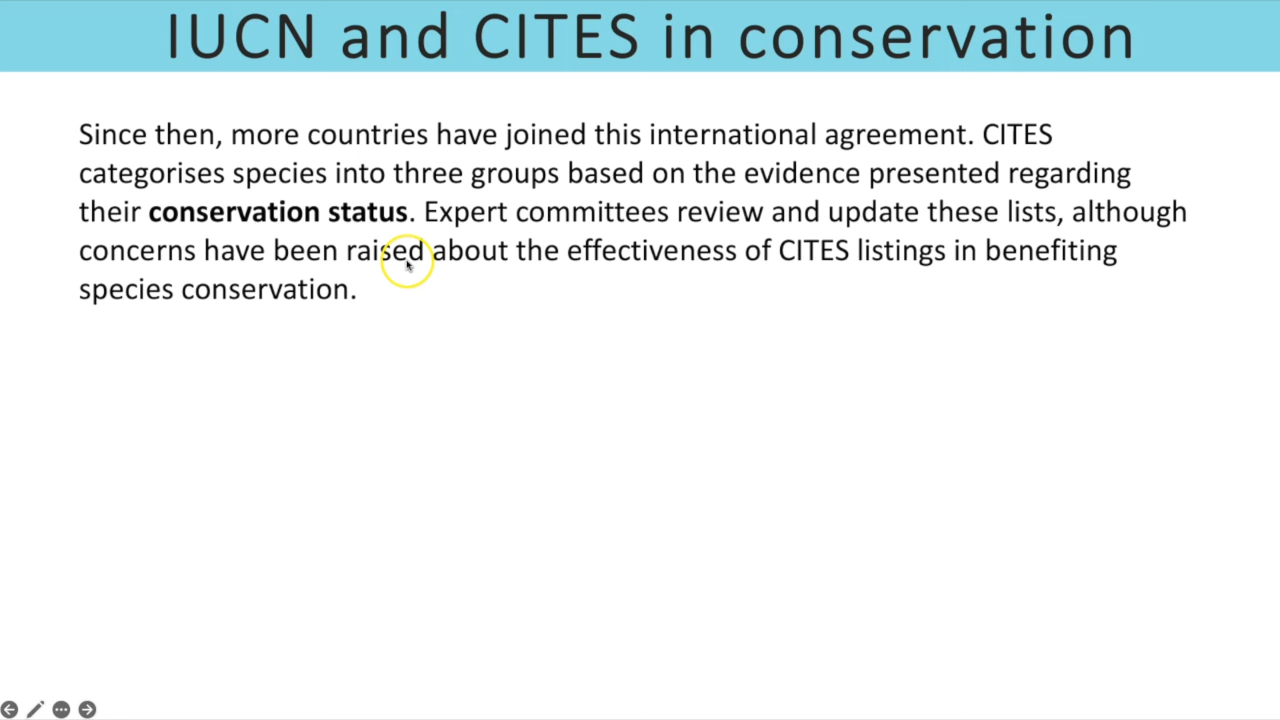 IUCN and CITES in conservation
Since then, more countries have joined this international agreement. CITES
categorises species into three groups based on the evidence presented regarding
their conservation status. Expert committees review and update these lists, although
concerns have been raised about the effectiveness of CITES listings in benefiting
species conservation.